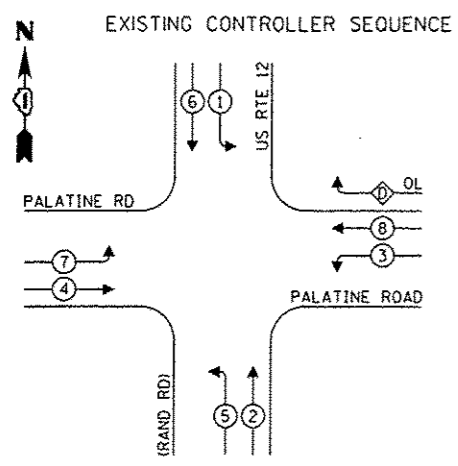 EXISTING CONTROLLER SEQUENCE
N
6
1
US RTE 12
D
OL
PALATINE RD
8
7
3
4
PALATINE ROAD
(RAND RD)
5
2